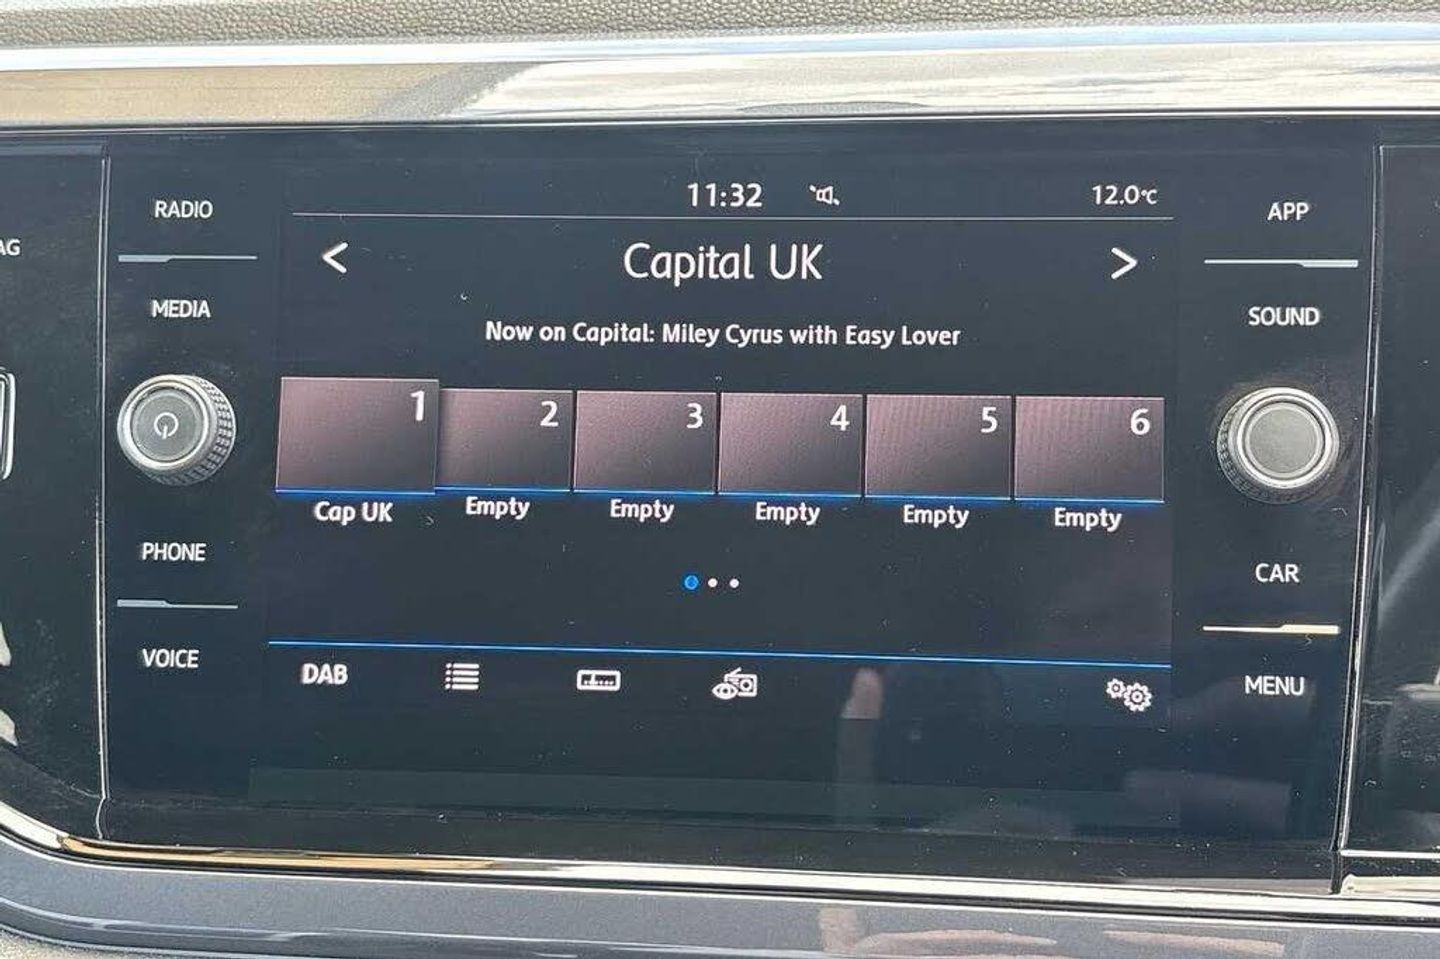 11:32 12.0°C
RADIO
APP
AG
< Capital UK >
MEDIA
SOUND
Now on Capital: Miley Cyrus with Easy Lover
1 2 3 4 5 6
Cap UK Empty Empty Empty Empty Empty
PHONE
CAR
VOICE
DAB
MENU